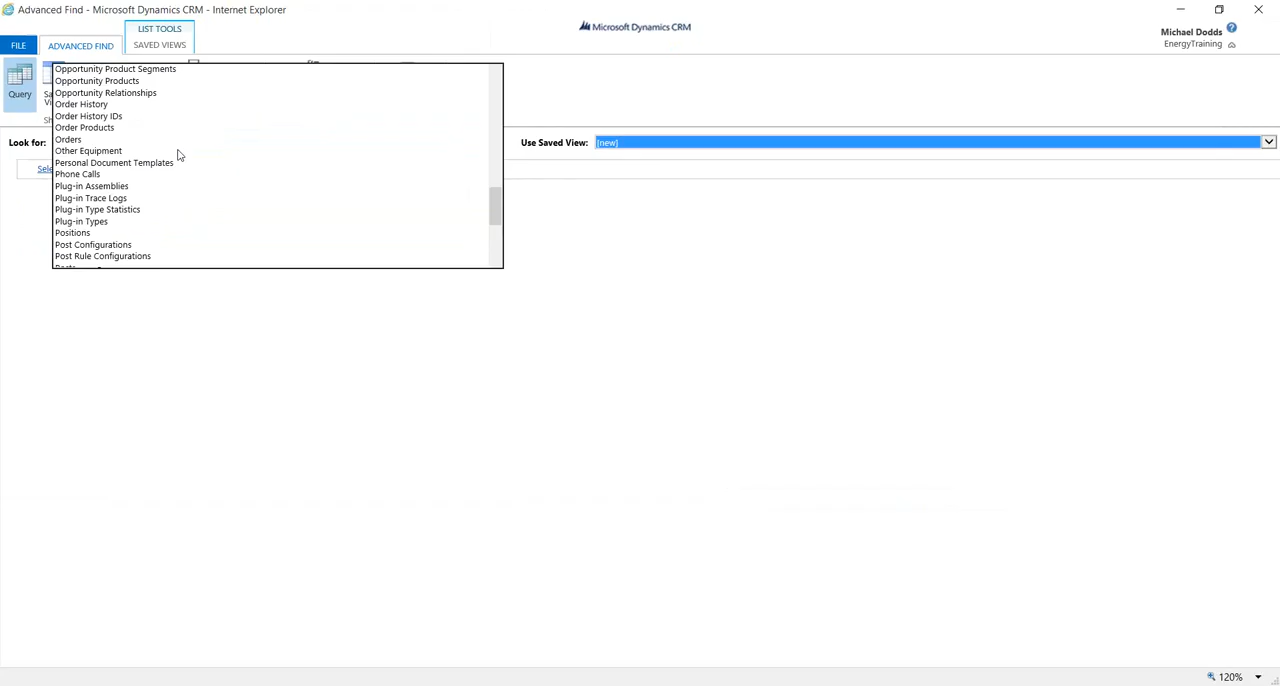 Advanced Find - Microsoft Dynamics CRM - Internet Explorer
Microsoft Dynamics CRM
Michael Dodds
EnergyTraining
FILE
ADVANCED FIND
LIST TOOLS
SAVED VIEWS
Query
Look for:
Opportunity Product Segments
Opportunity Products
Opportunity Relationships
Order History
Order History IDs
Order Products
Orders
Other Equipment
Personal Document Templates
Phone Calls
Plug-in Assemblies
Plug-in Trace Logs
Plug-in Type Statistics
Plug-in Types
Positions
Post Configurations
Post Rule Configurations
Use Saved View:
[new]
120%